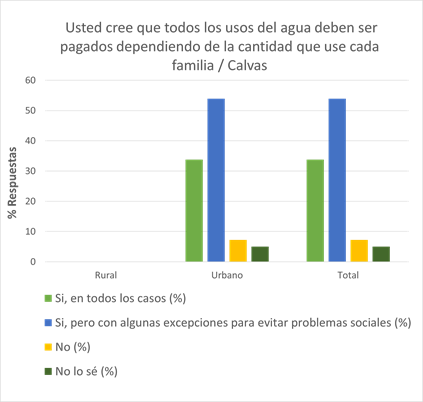 Usted cree que todos los usos del agua deben ser
pagados dependiendo de la cantidad que use cada
familia / Calvas
60
50
40
30
20
10
0
% Respuestas
Rural
Urbano
Total
Si, en todos los casos (%)
Si, pero con algunas excepciones para evitar problemas sociales (%)
No (%)
No lo sé (%)